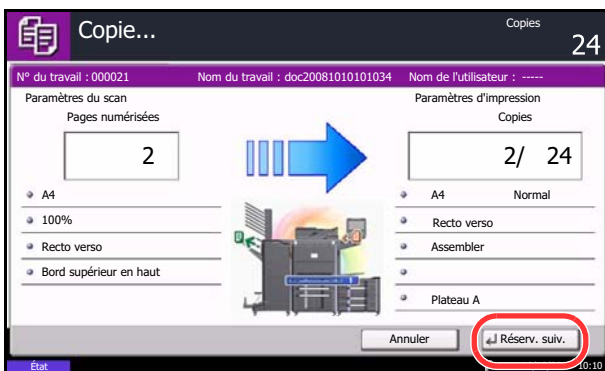 Copie...
Copies
24
N° du travail : 000021 Nom du travail : doc20081010101034 Nom de l'utilisateur : -----
Paramètres du scan Paramètres d'impression
Pages numérisées Copies
2 2/ 24
A4 A4 Normal
100% Recto verso
Recto verso Assembler
Bord supérieur en haut
Plateau A
Annuler Réserv. suiv.
État 10:10